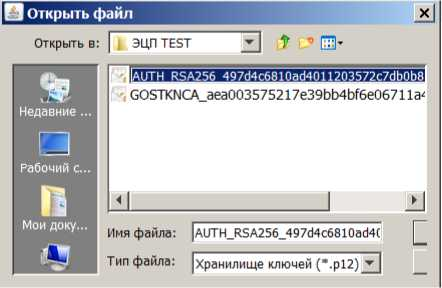 Открыть файл
Открыть в: ЭЦП TEST
AUTH_RSA256_497d4c6810ad4011203572c7db0b8
GOSTKNCA_aea003575217e39bb4bf6e06711a4
Недавние ...
Рабочий с...
Мои доку...
Имя файла: AUTH_RSA256_497d4c6810ad40
Тип файла: Хранилище ключей (*.p12)